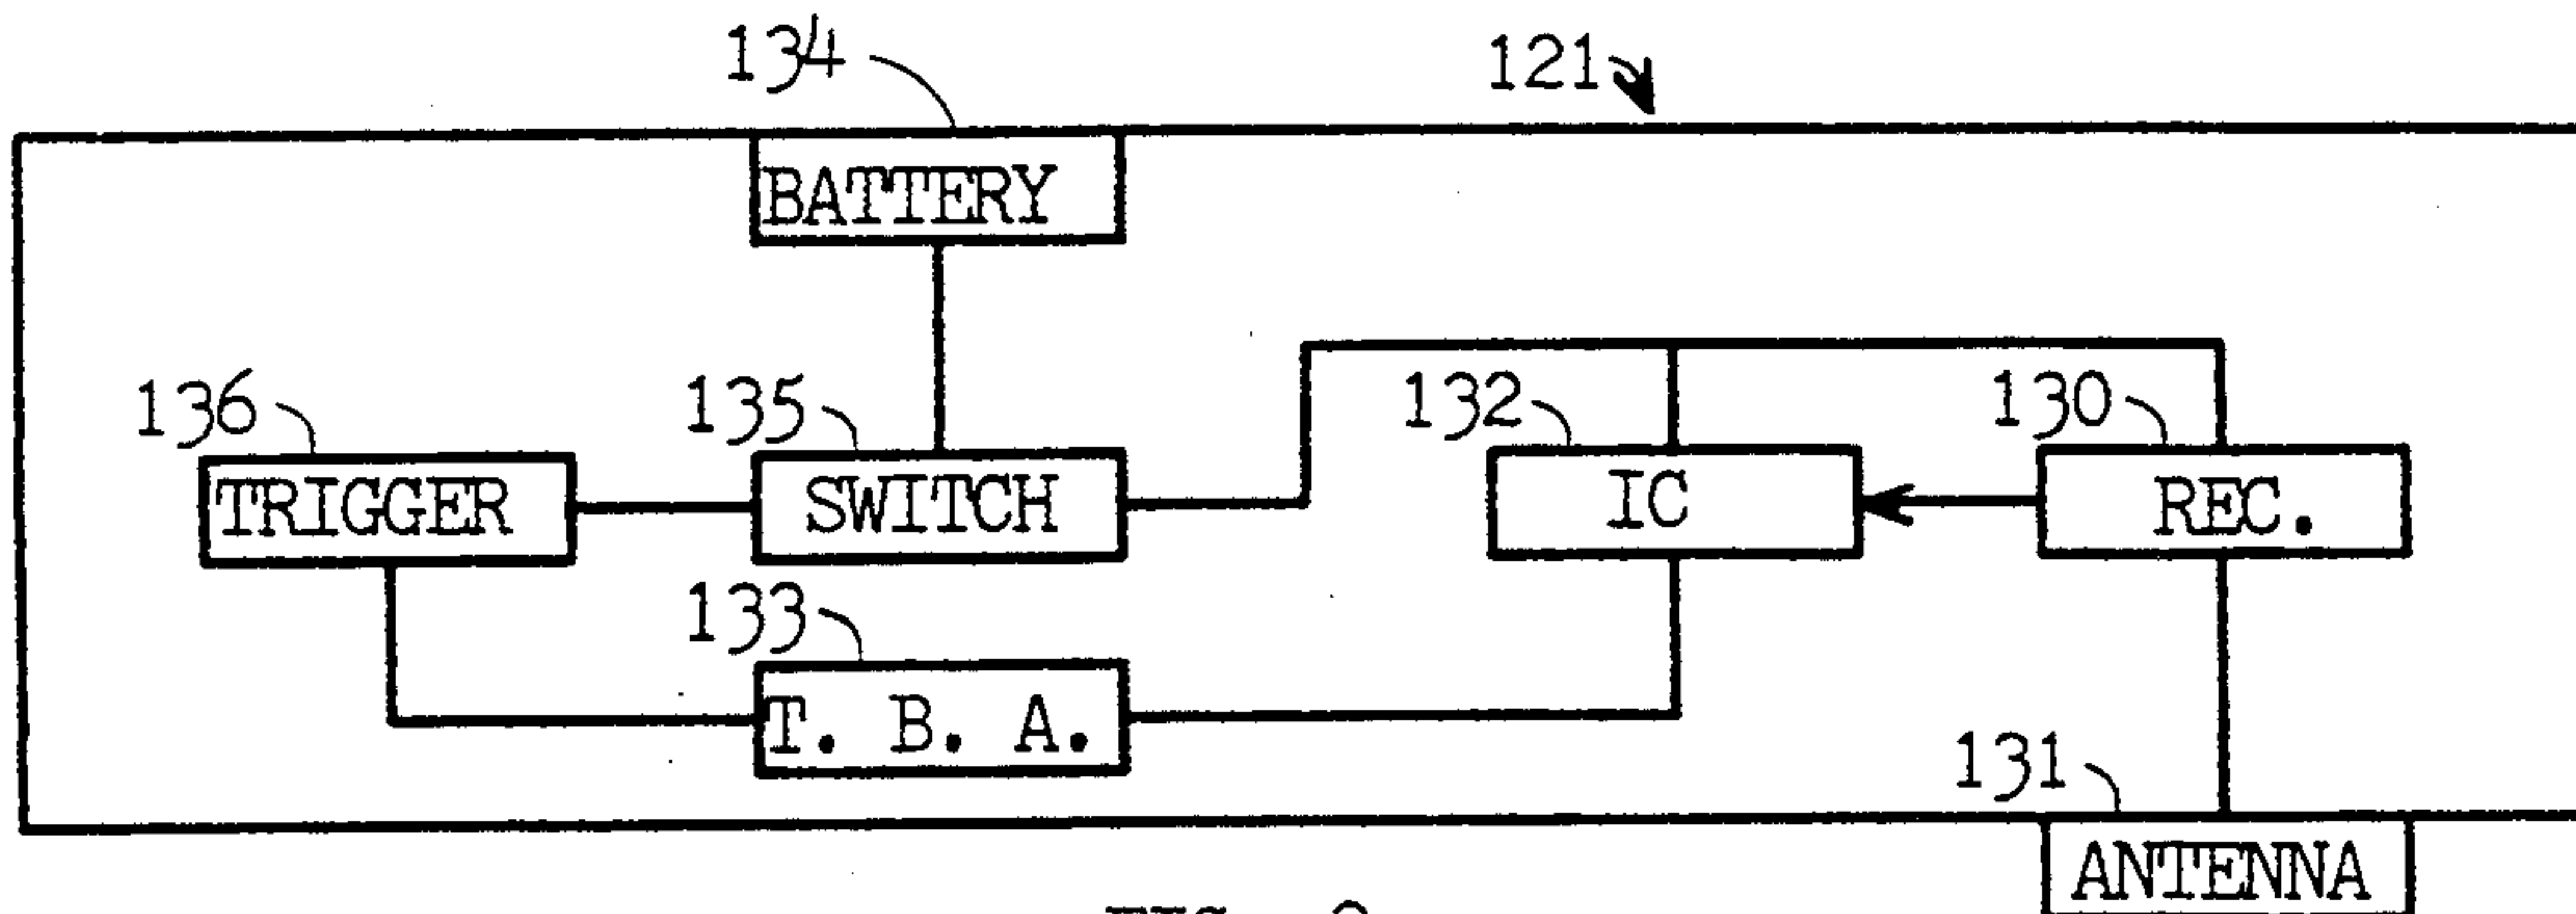 134
121
BATTERY
136
135
132
130
TRIGGER
SWITCH
IC
REC.
133
T. B. A.
131
ANTENNA